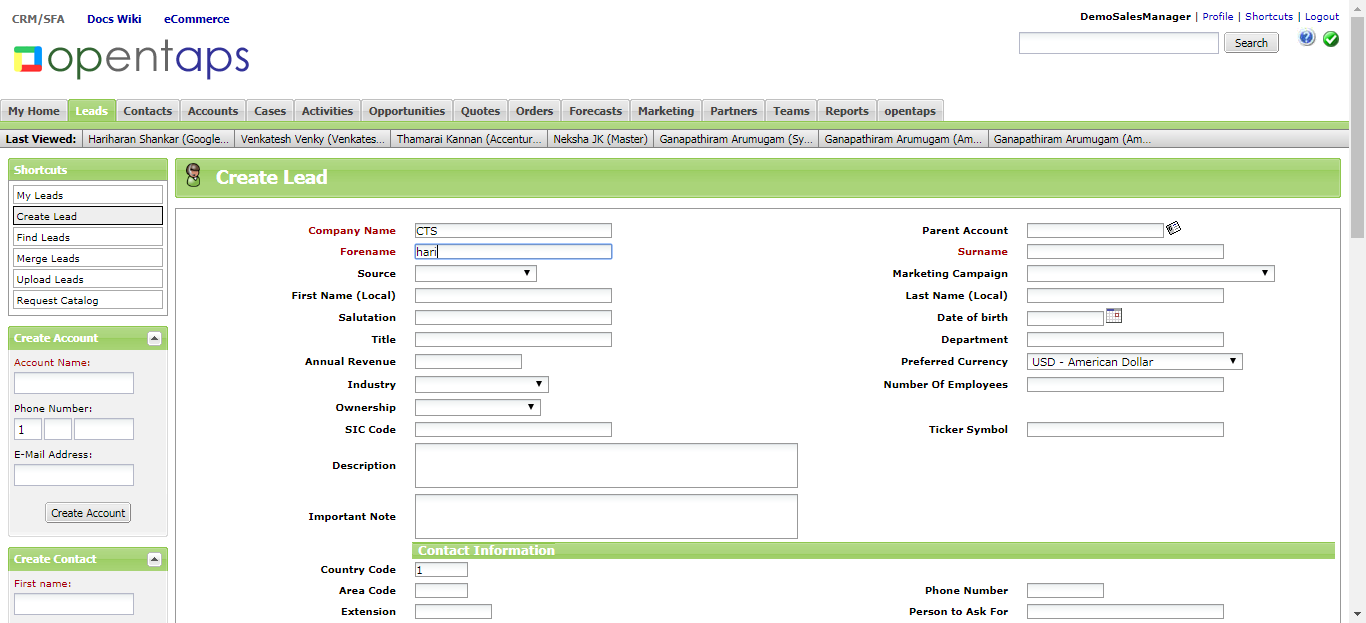 CRM/SFA Docs Wiki eCommerce
DemoSalesManager | Profile | Shortcuts | Logout
opentaps
Search
My Home Leads Contacts Accounts Cases Activities Opportunities Quotes Orders Forecasts Marketing Partners Teams Reports opentaps
Last Viewed: Hariharan Shankar (Google... Venkatesh Venky (Venkates... Thamarai Kannan (Accentur... Neksha JK (Master) Ganapathiram Arumugam (Sy... Ganapathiram Arumugam (Am... Ganapathiram Arumugam (Am...
Shortcuts
My Leads
Create Lead
Find Leads
Merge Leads
Upload Leads
Request Catalog
Create Account
Account Name:
Phone Number:
1
E-Mail Address:
Create Account
Create Contact
First name:
Create Lead
Company Name CTS Parent Account
Forename hari Surname
Source Marketing Campaign
First Name (Local) Last Name (Local)
Salutation Date of birth
Title Department
Annual Revenue Preferred Currency USD - American Dollar
Industry Number Of Employees
Ownership
SIC Code Ticker Symbol
Description
Important Note
Contact Information
Country Code 1
Area Code Phone Number
Extension Person to Ask For